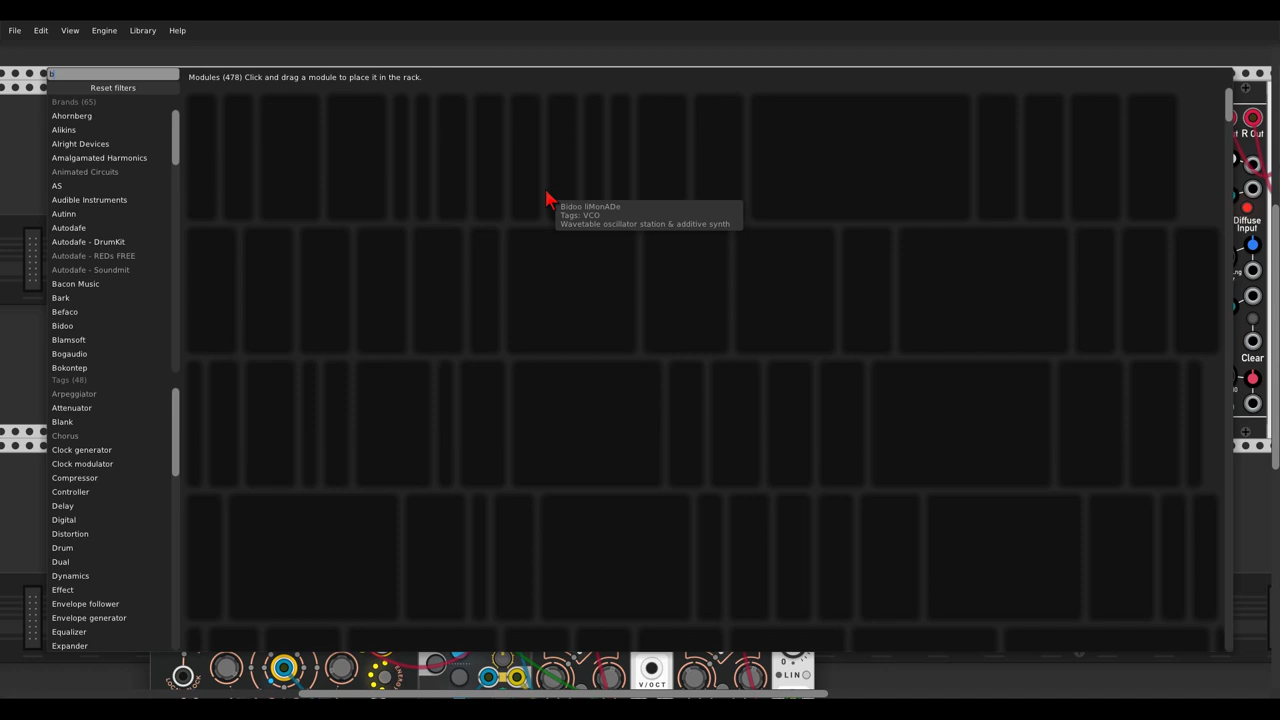 File Edit View Engine Library Help
b
Modules (478) Click and drag a module to place it in the rack.
Reset filters
Brands (65)
Ahornberg
Alikins
Alright Devices
Amalgamated Harmonics
Animated Circuits
AS
Audible Instruments
Autinn
Autodafe
Autodafe - DrumKit
Autodafe - REDs FREE
Autodafe - Soundmit
Bacon Music
Bark
Befaco
Bidoo
Blamsoft
Bogaudio
Bokontep
Tags (48)
Arpeggiator
Attenuator
Blank
Chorus
Clock generator
Clock modulator
Compressor
Controller
Delay
Digital
Distortion
Drum
Dual
Dynamics
Effect
Envelope follower
Envelope generator
Equalizer
Expander
Bidoo liMonADe
Tags: VCO
Wavetable oscillator station & additive synth
R Out
Diffuse
Input
Clear
V/OCT
0
LIN